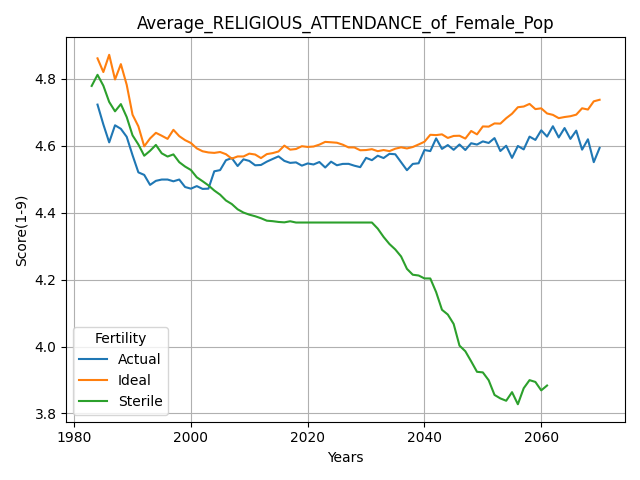 Average_RELIGIOUS_ATTENDANCE_of_Female_Pop
Score(1-9)
4.8
4.6
4.4
4.2
4.0
3.8
Fertility
Actual
Ideal
Sterile
1980
2000
2020
2040
2060
Years